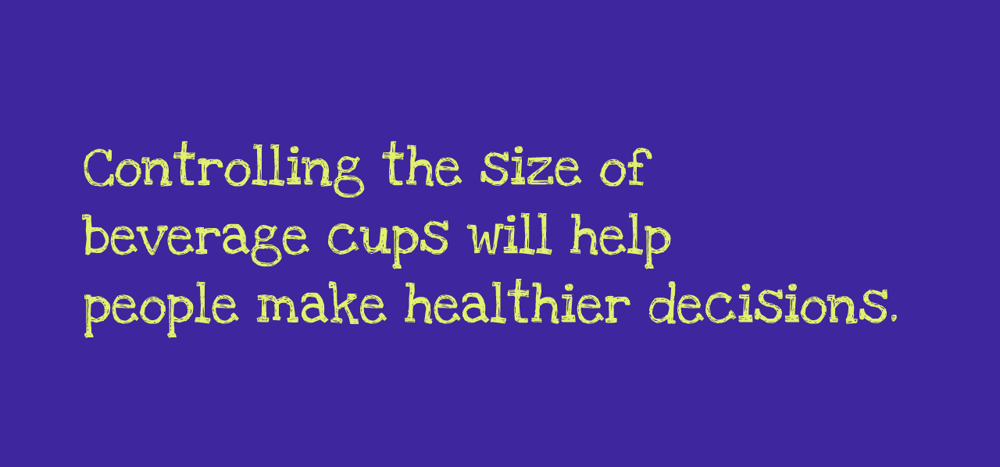 Controlling the size of
beverage cups will help
people make healthier decisions.